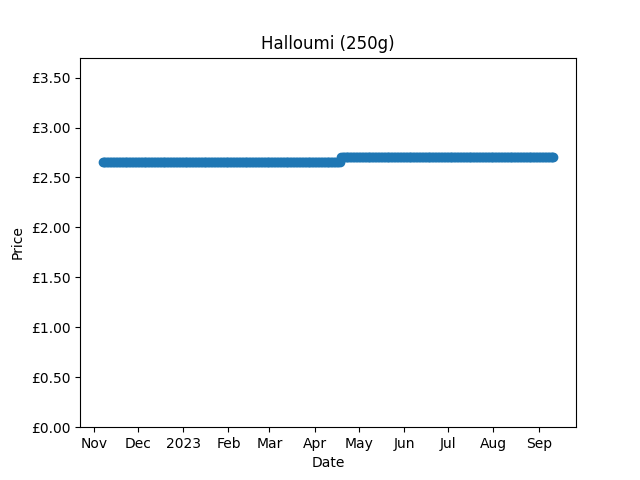 Halloumi (250g)
£3.50
£3.00
£2.50
£2.00
£1.50
£1.00
£0.50
£0.00
Price
Nov Dec 2023 Feb Mar Apr May Jun Jul Aug Sep
Date